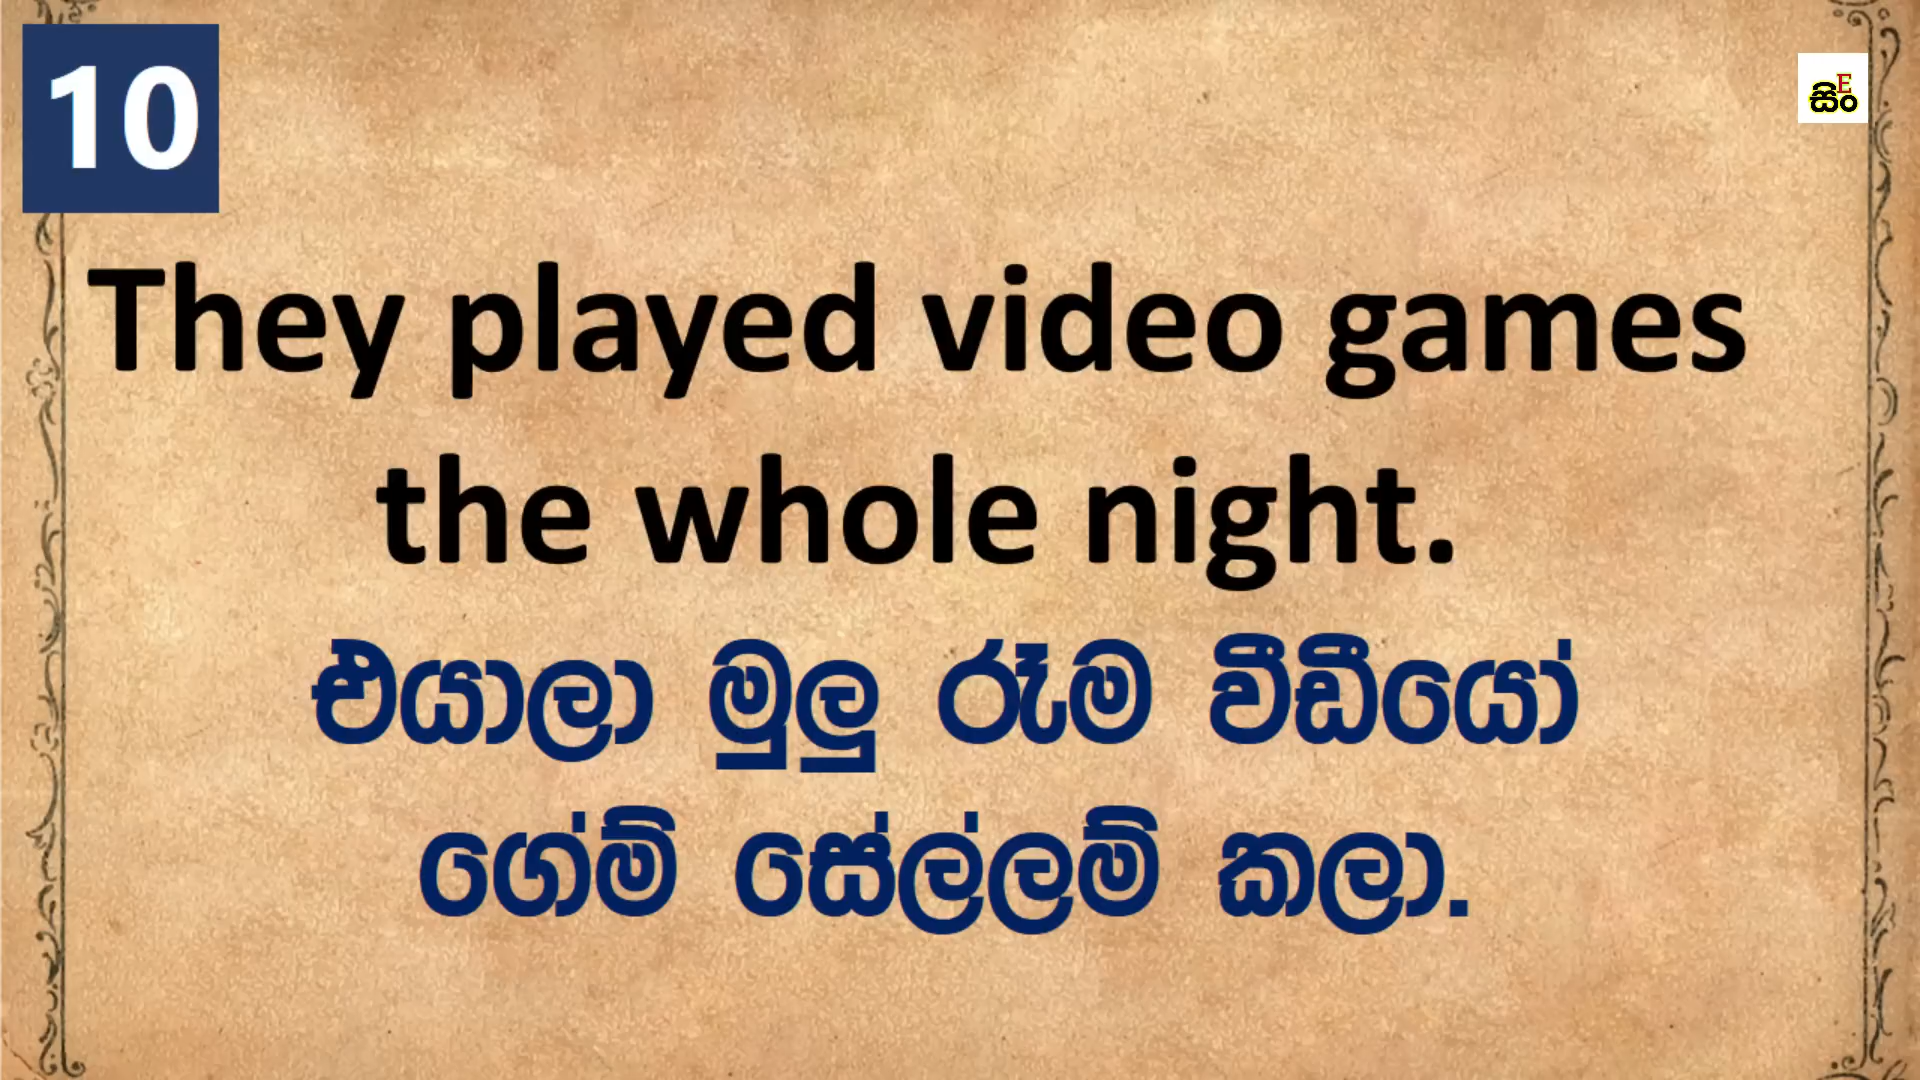 10
E
සිං
They played video games
the whole night.
එයාලා මුලු රෑම වීඩීයෝ
ගේම් සේල්ලම් කලා.